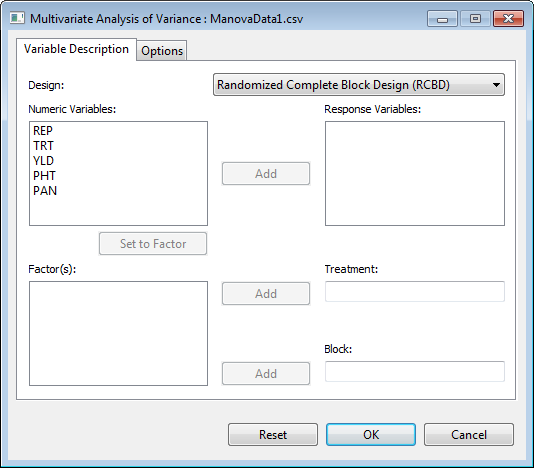 Multivariate Analysis of Variance : ManovaData1.csv
Variable Description
Options
Design:
Randomized Complete Block Design (RCBD)
Numeric Variables:
Response Variables:
REP
TRT
YLD
PHT
PAN
Add
Set to Factor
Factor(s):
Treatment:
Add
Block:
Add
Reset
OK
Cancel